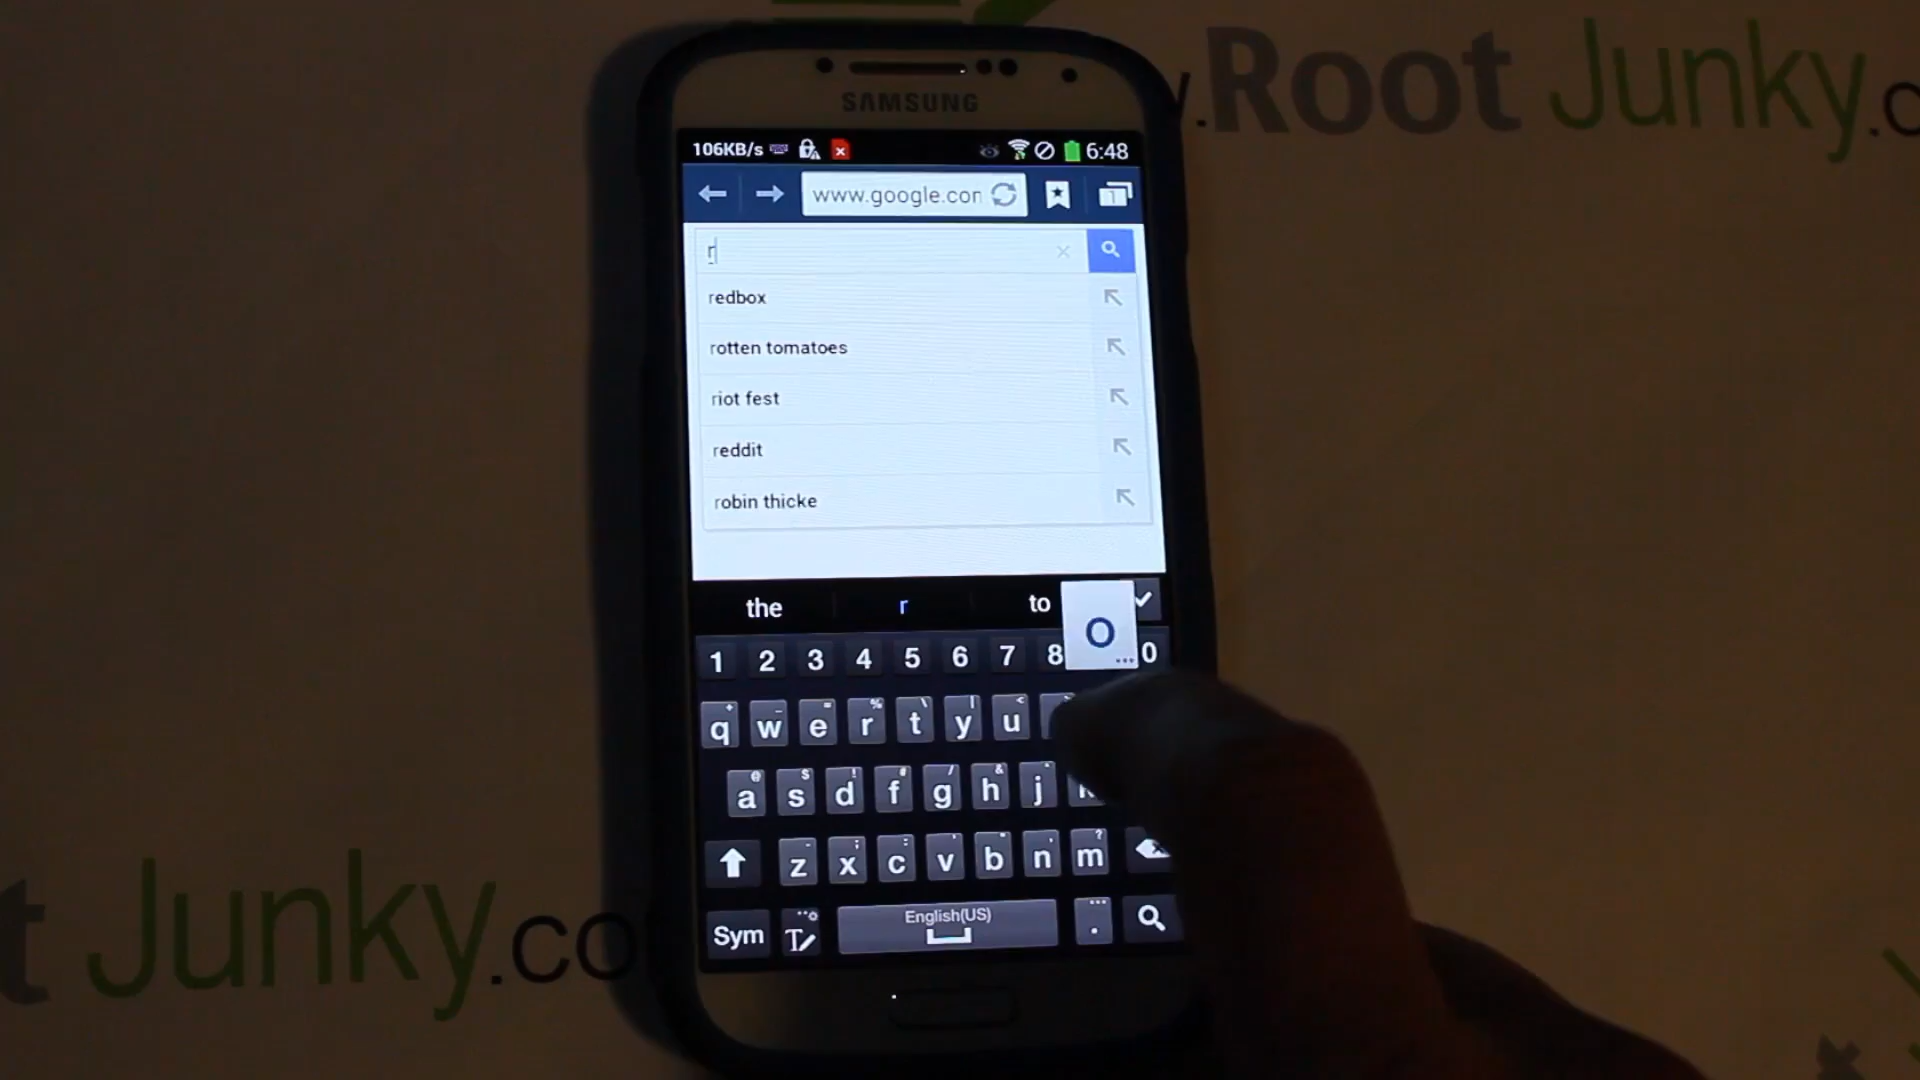 y.Root Junky.c
SAMSUNG
106KB/s 6:48
www.google.con
r
redbox
rotten tomatoes
riot fest
reddit
robin thicke
the r to
o
1 2 3 4 5 6 7 8 0
q w e r t y u
a s d f g h j
z x c v b n m
Sym English(US) .
t Junky.co